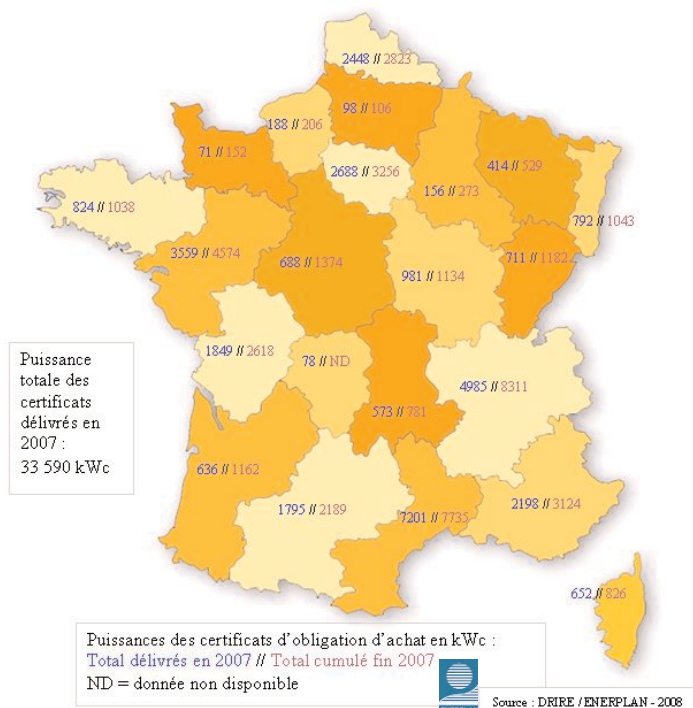 2448 // 2823
98 // 106
188 // 206
71 // 152
2688 // 3256
414 // 529
156 // 273
824 // 1038
792 // 1043
3559 // 4574
688 // 1374
981 // 1134
711 // 1182
1849 // 2618
78 // ND
4985 // 8311
573 // 781
636 // 1162
1795 // 2189
7201 // 7735
2198 // 3124
652 // 826
Puissance
totale des
certificats
délivrés en
2007 :
33 590 kWc
Puissances des certificats d'obligation d'achat en kWc :
Total délivrés en 2007 // Total cumulé fin 2007
ND = donnée non disponible
Source : DRIRE / ENERPLAN - 2008